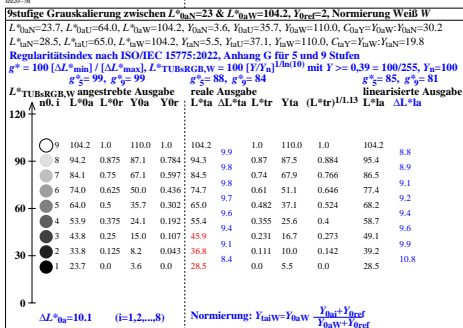 9stufige Grauskalierung zwischen L*0aN=23 & L*0aW=104.2, Y0ref=2, Normierung Weiß W
L*0aN=23.7, L*0aU=64.0, L*0aW=104.2, Y0aN=3.6, Y0aU=35.7, Y0aW=110.0, C0aY=Y0aW:Y0aN=30.2
L*taN=28.5, L*taU=65.0, L*taW=104.2, YtaN=5.5, YtaU=37.1, YtaW=110.0, CtaY=YtaW:YtaN=19.8
Regularitätsindex nach ISO/IEC 15775:2022, Anhang G für 5 und 9 Stufen
g* = 100 [ΔL*min] / [ΔL*max], L*TUBsRGB,W = 100 [Y/Yn]^1/ln(10) mit Y >= 0,39 = 100/255, Yn=100
g*5= 99, g*9= 99 g*5= 88, g*9= 84 g*5= 85, g*9= 81
L*TUBsRGB,W angestrebte Ausgabe reale Ausgabe linearisierte Ausgabe
n0. i L*0a L*0r Y0a Y0r L*ta ΔL*ta L*tr Yta (L*tr)^1/1.13 L*la ΔL*la
120
9 104.2 1.0 110.0 1.0 104.2 1.0 110.0 1.0 104.2
9.9 8.8
8 94.2 0.875 87.1 0.784 94.3 0.87 87.5 0.884 95.4
90
9.8 8.9
7 84.1 0.75 67.1 0.597 84.5 0.74 67.9 0.766 86.5
9.8 9.1
6 74.0 0.625 50.0 0.436 74.7 0.61 51.1 0.646 77.4
9.7 9.2
5 64.0 0.5 35.7 0.302 65.0 0.482 37.1 0.524 68.2
60
9.6 9.4
4 53.9 0.375 24.1 0.192 55.4 0.355 25.6 0.4 58.7
9.4 9.6
3 43.8 0.25 15.0 0.107 45.9 0.231 16.7 0.273 49.1
9.1 9.9
2 33.8 0.125 8.2 0.043 36.8 0.111 10.0 0.142 39.2
30
8.4 10.8
1 23.7 0.0 3.6 0.0 28.5 0.0 5.5 0.0 28.5
0
ΔL*0a=10.1 (i=1,2,...,8) Normierung: YtaiW=Y0aW (Y0ai+Y0ref)/(Y0aW+Y0ref)